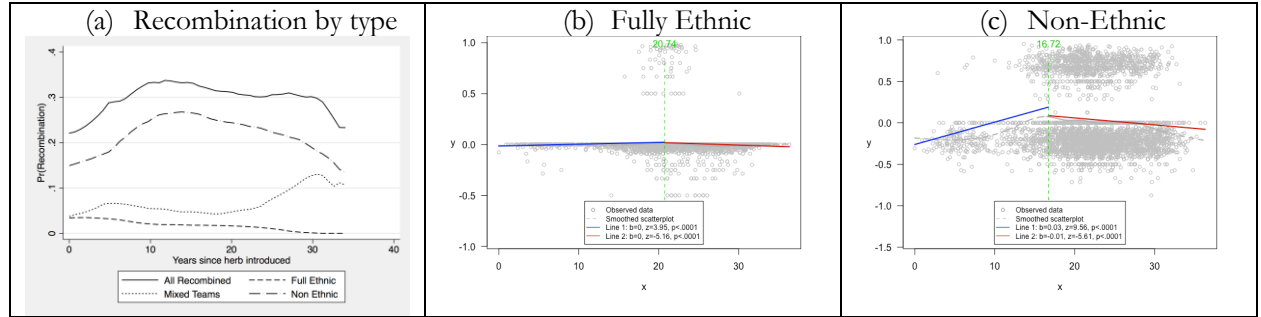 (a) Recombination by type
(b) Fully Ethnic
(c) Non-Ethnic
Pr(Recombination)
.4
.3
.2
.1
0
0 10 20 30 40
Years since herb introduced
All Recombined
Full Ethnic
Mixed Teams
Non Ethnic
20.74
y
1.0
0.5
0.0
-0.5
-1.0
Observed data
Smoothed scatterplot
Line 1: b=0, z=3.95, p<.0001
Line 2: b=0, z=-5.16, p<.0001
0 10 20 30
x
16.72
y
1.0
0.5
0.0
-0.5
-1.0
-1.5
Observed data
Smoothed scatterplot
Line 1: b=0.03, z=9.56, p<.0001
Line 2: b=-0.01, z=-5.61, p<.0001
0 10 20 30
x